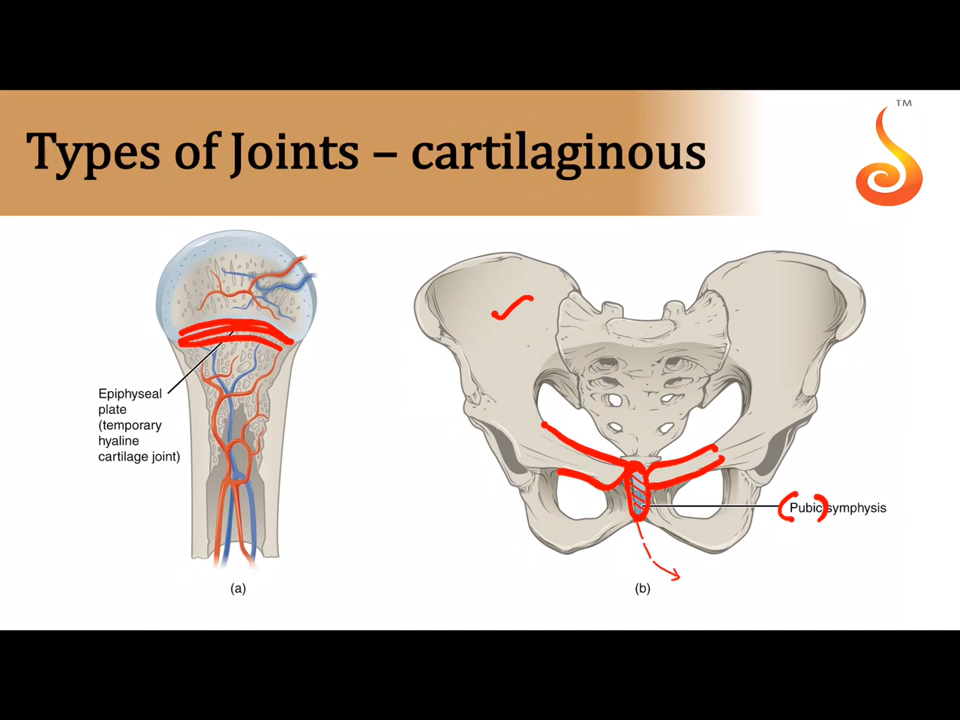 TM
Types of Joints – cartilaginous
Epiphyseal
plate
(temporary
hyaline
cartilage joint)
(a)
Pubic symphysis
(b)